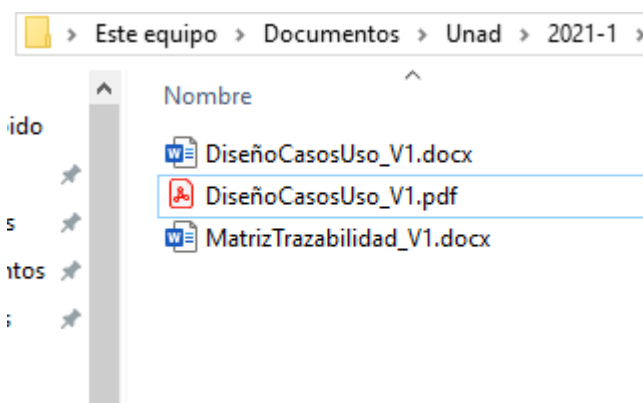 Este equipo > Documentos > Unad > 2021-1 >
Nombre
ido
DiseñoCasosUso_V1.docx
DiseñoCasosUso_V1.pdf
s
MatrizTrazabilidad_V1.docx
ntos
s